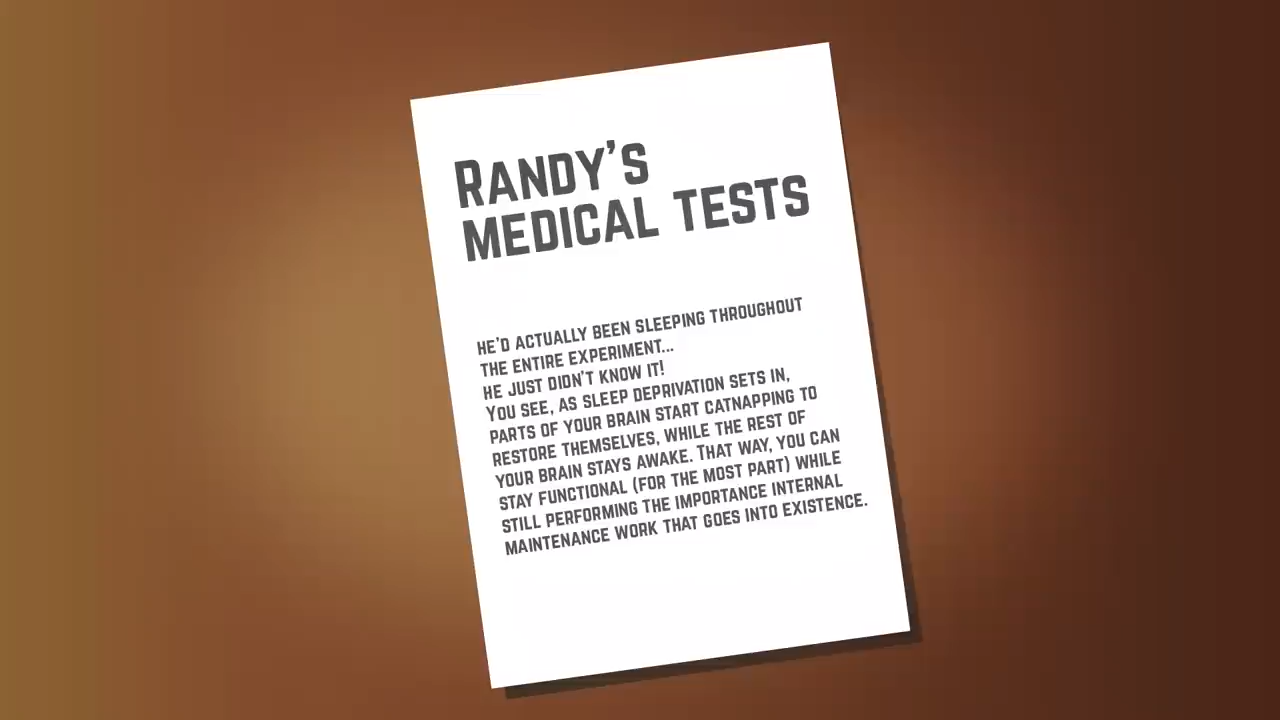 Randy's
medical tests
he'd actually been sleeping throughout
the entire experiment...
he just didn't know it!
You see, as sleep deprivation sets in,
parts of your brain start catnapping to
restore themselves, while the rest of
your brain stays awake. That way, you can
stay functional (for the most part) while
still performing the importance internal
maintenance work that goes into existence.